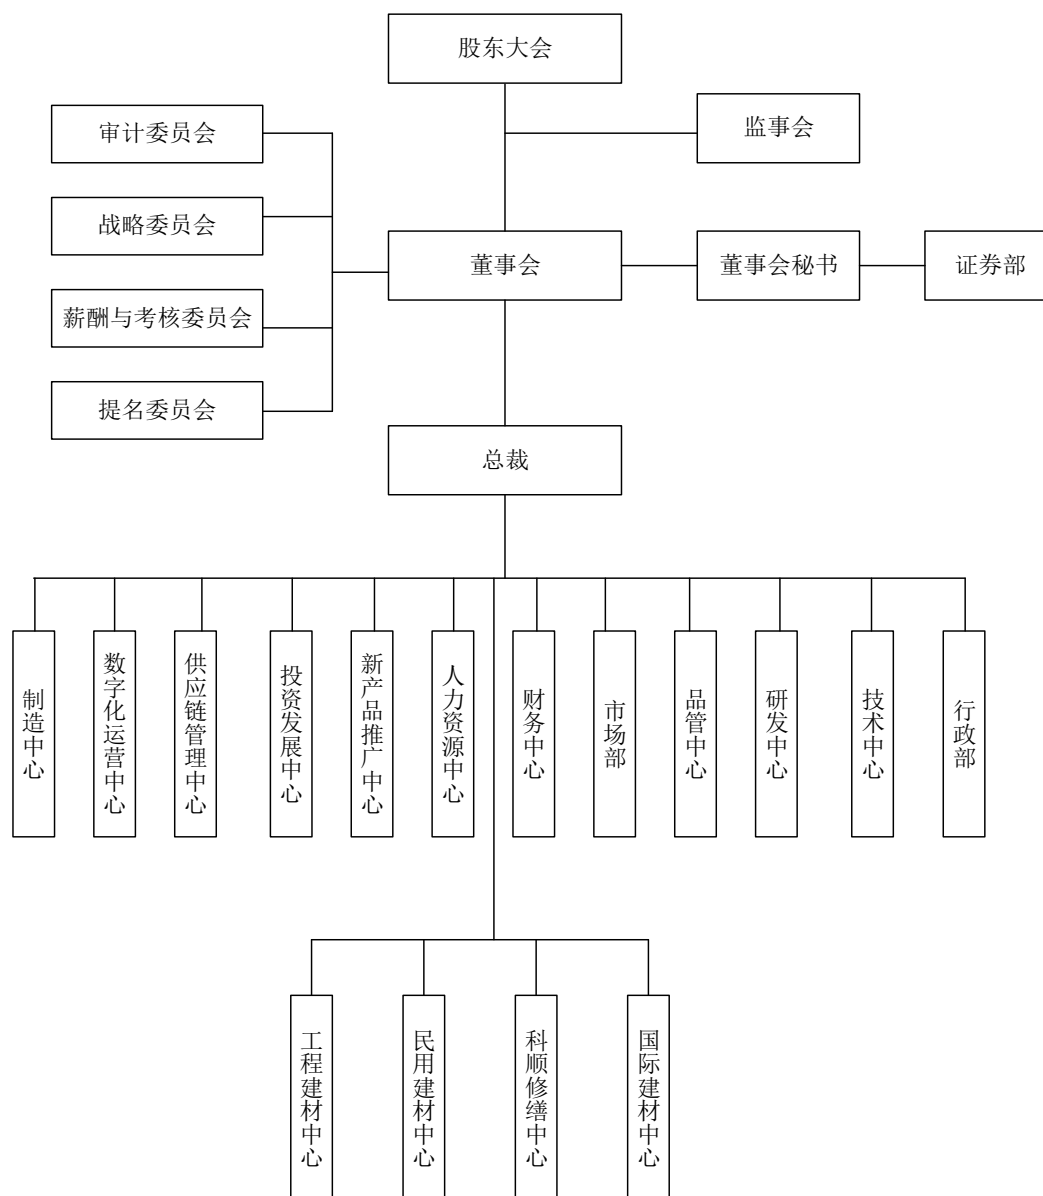 股东大会
监事会
审计委员会
战略委员会
董事会
董事会秘书
证券部
薪酬与考核委员会
提名委员会
总裁
制造中心
数字化运营中心
供应链管理中心
投资发展中心
新产品推广中心
人力资源中心
财务中心
市场部
品管中心
研发中心
技术中心
行政部
工程建材中心
民用建材中心
科顺修缮中心
国际建材中心